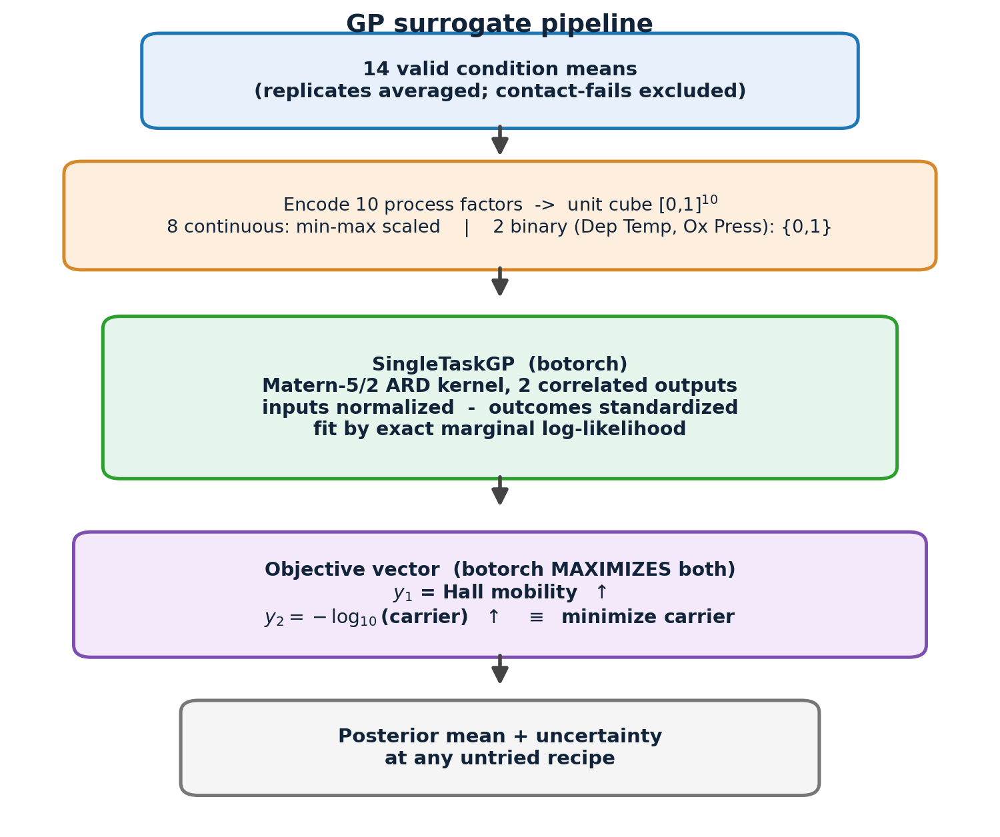 GP surrogate pipeline
14 valid condition means
(replicates averaged; contact-fails excluded)
Encode 10 process factors -> unit cube [0,1]¹⁰
8 continuous: min-max scaled | 2 binary (Dep Temp, Ox Press): {0,1}
SingleTaskGP (botorch)
Matern-5/2 ARD kernel, 2 correlated outputs
inputs normalized - outcomes standardized
fit by exact marginal log-likelihood
Objective vector (botorch MAXIMIZES both)
y₁ = Hall mobility ↑
y₂ = −log₁₀(carrier) ↑ ≡ minimize carrier
Posterior mean + uncertainty
at any untried recipe